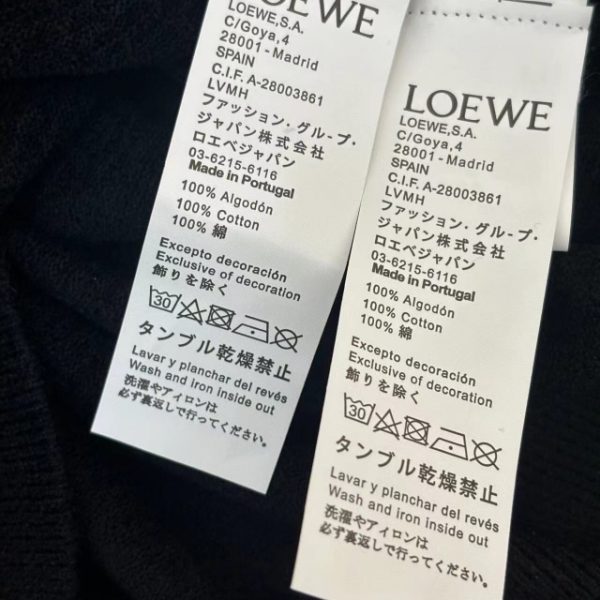 LOEWE
LOEWE,S.A.
C/Goya,4
28001-Madrid
SPAIN
C.I.F. A-28003861
LVMH
ファッション・グループ・
ジャパン株式会社
ロエベジャパン
03-6215-6116
Made in Portugal
100% Algodón
100% Cotton
100% 綿
Excepto decoración
Exclusive of decoration
飾りを除く
30
タンブル乾燥禁止
Lavar y planchar del revés
Wash and iron inside out
洗濯やアイロンは
必ず裏返しで行ってください。
LOEWE
LOEWE,S.A.
C/Goya,4
28001-Madrid
SPAIN
C.I.F. A-28003861
LVMH
ファッション・グループ・
ジャパン株式会社
ロエベジャパン
03-6215-6116
Made in Portugal
100% Algodón
100% Cotton
100% 綿
Excepto decoración
Exclusive of decoration
飾りを除く
30
タンブル乾燥禁止
Lavar y planchar del revés
Wash and iron inside out
洗濯やアイロンは
必ず裏返しで行ってください。